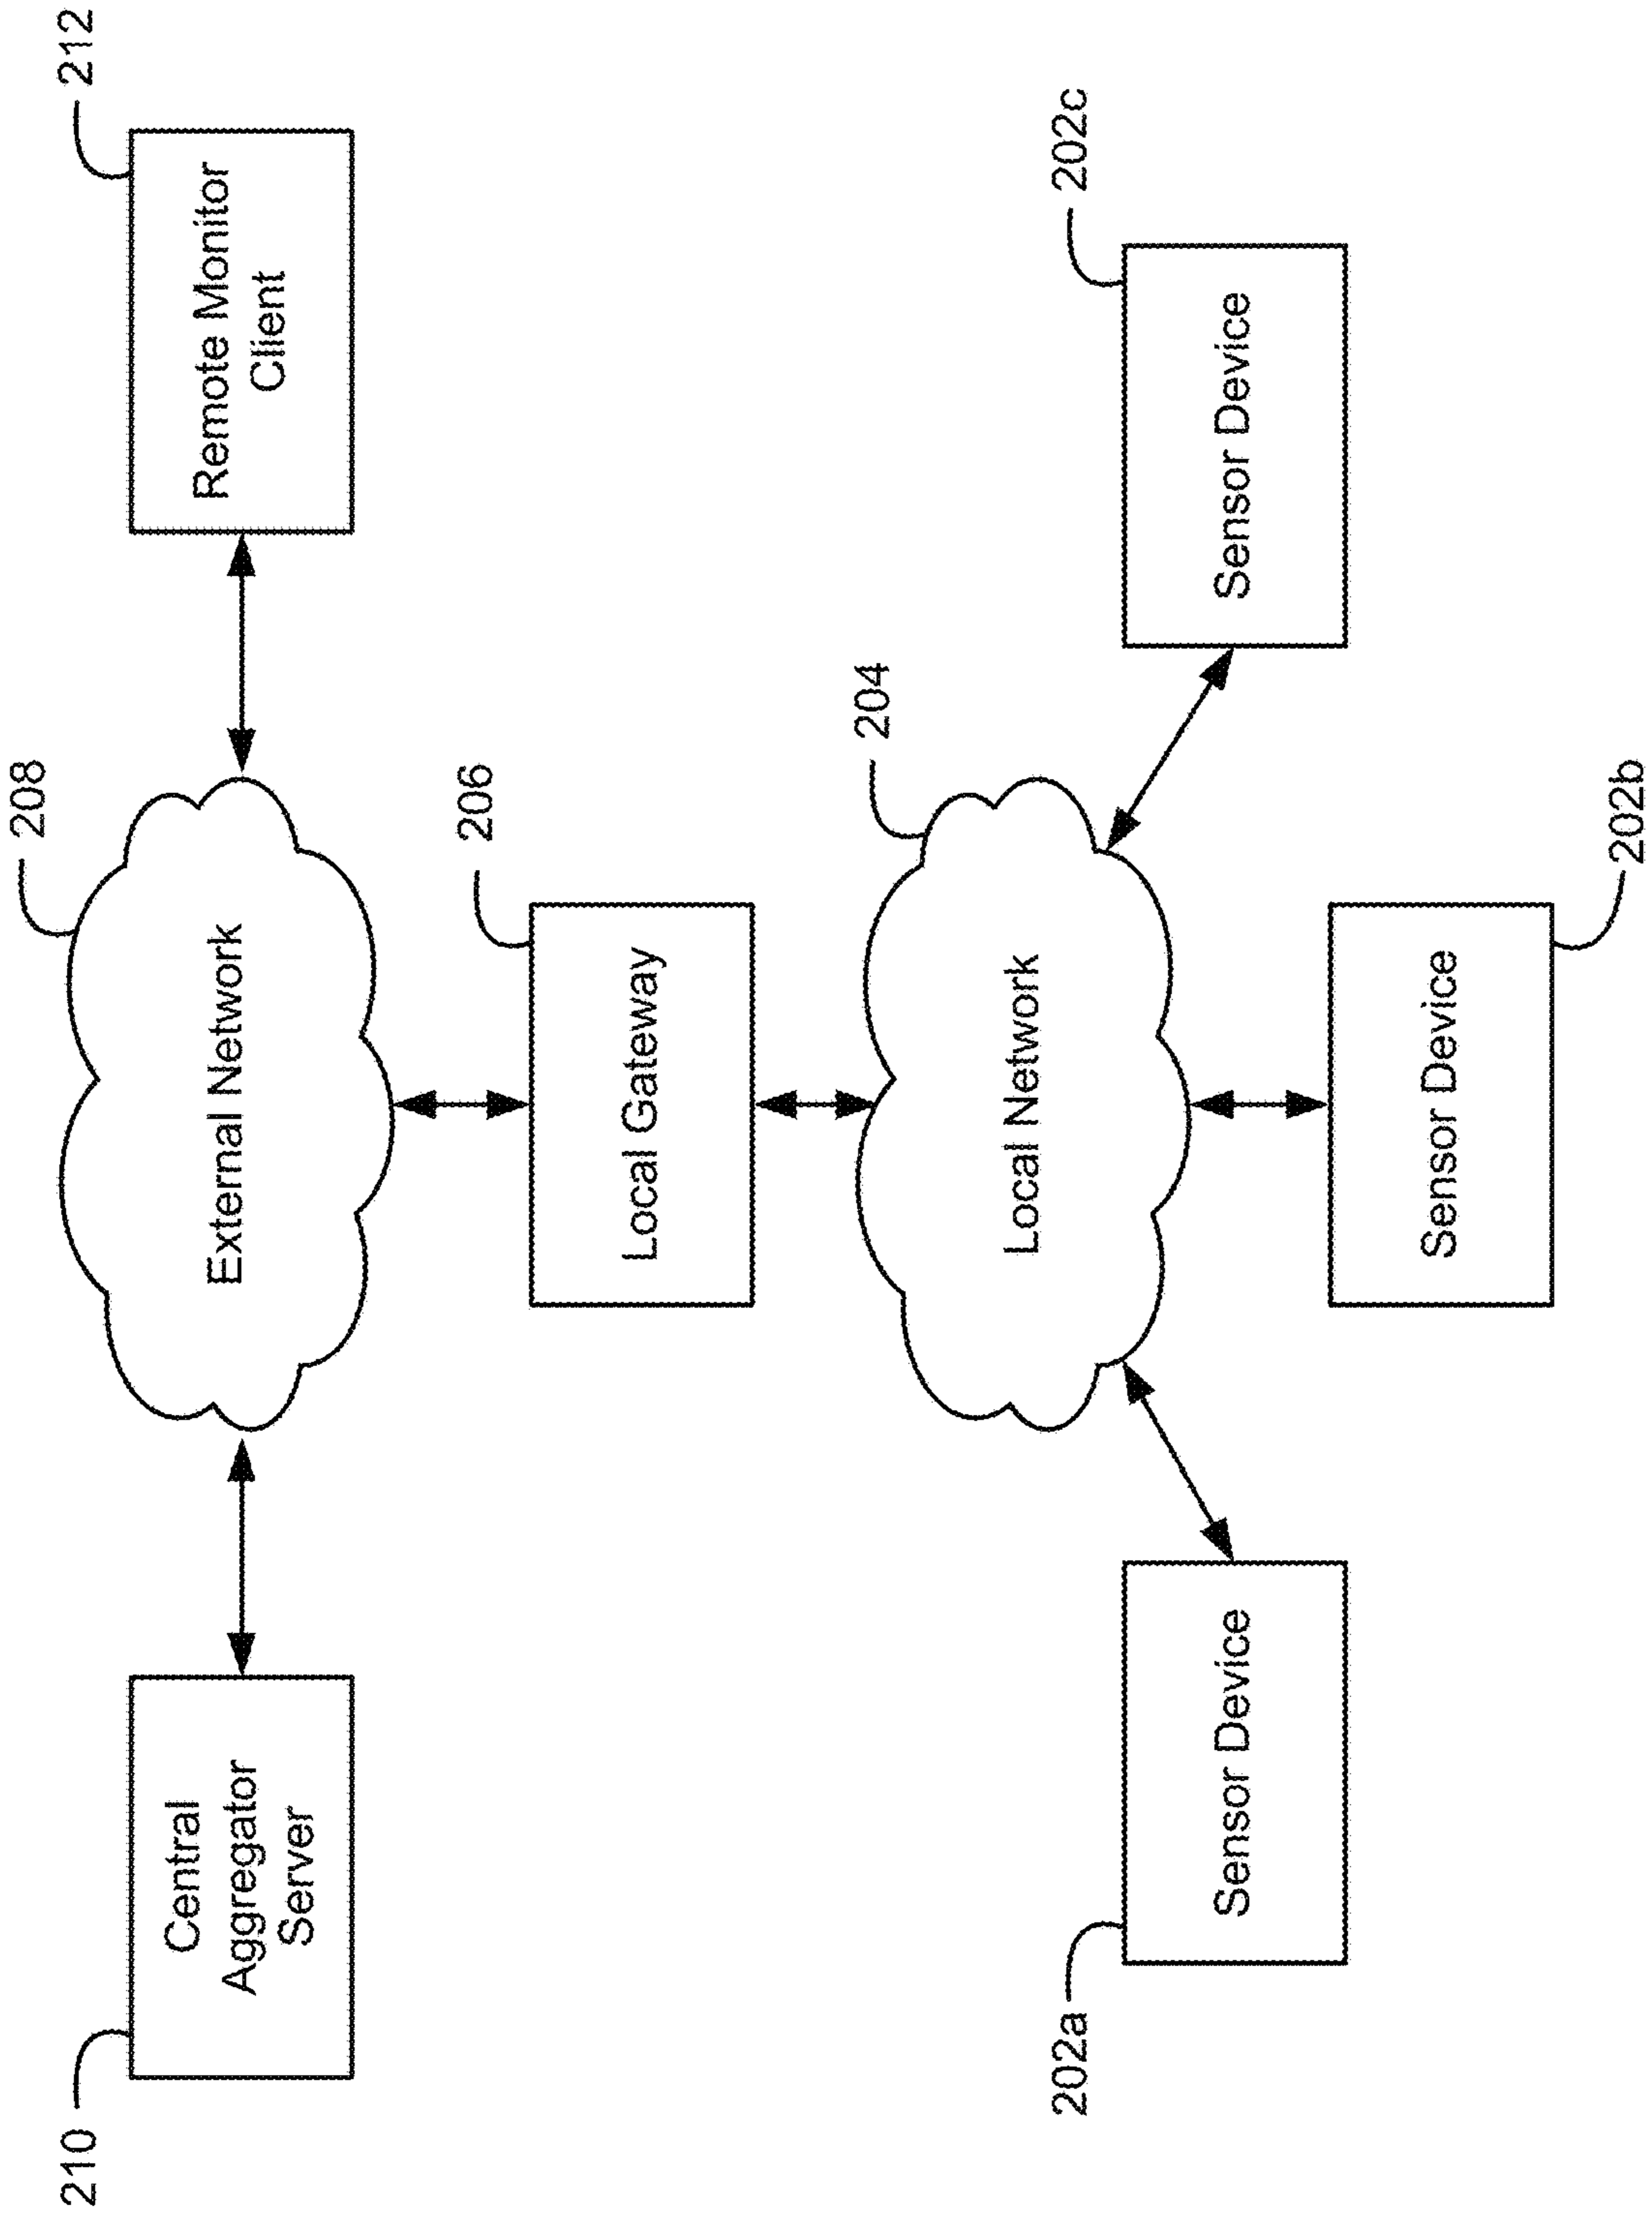 208
212
210
Central
Aggregator
Server
External Network
Remote Monitor
Client
206
Local Gateway
204
Local Network
202a
Sensor Device
202c
Sensor Device
Sensor Device
202b